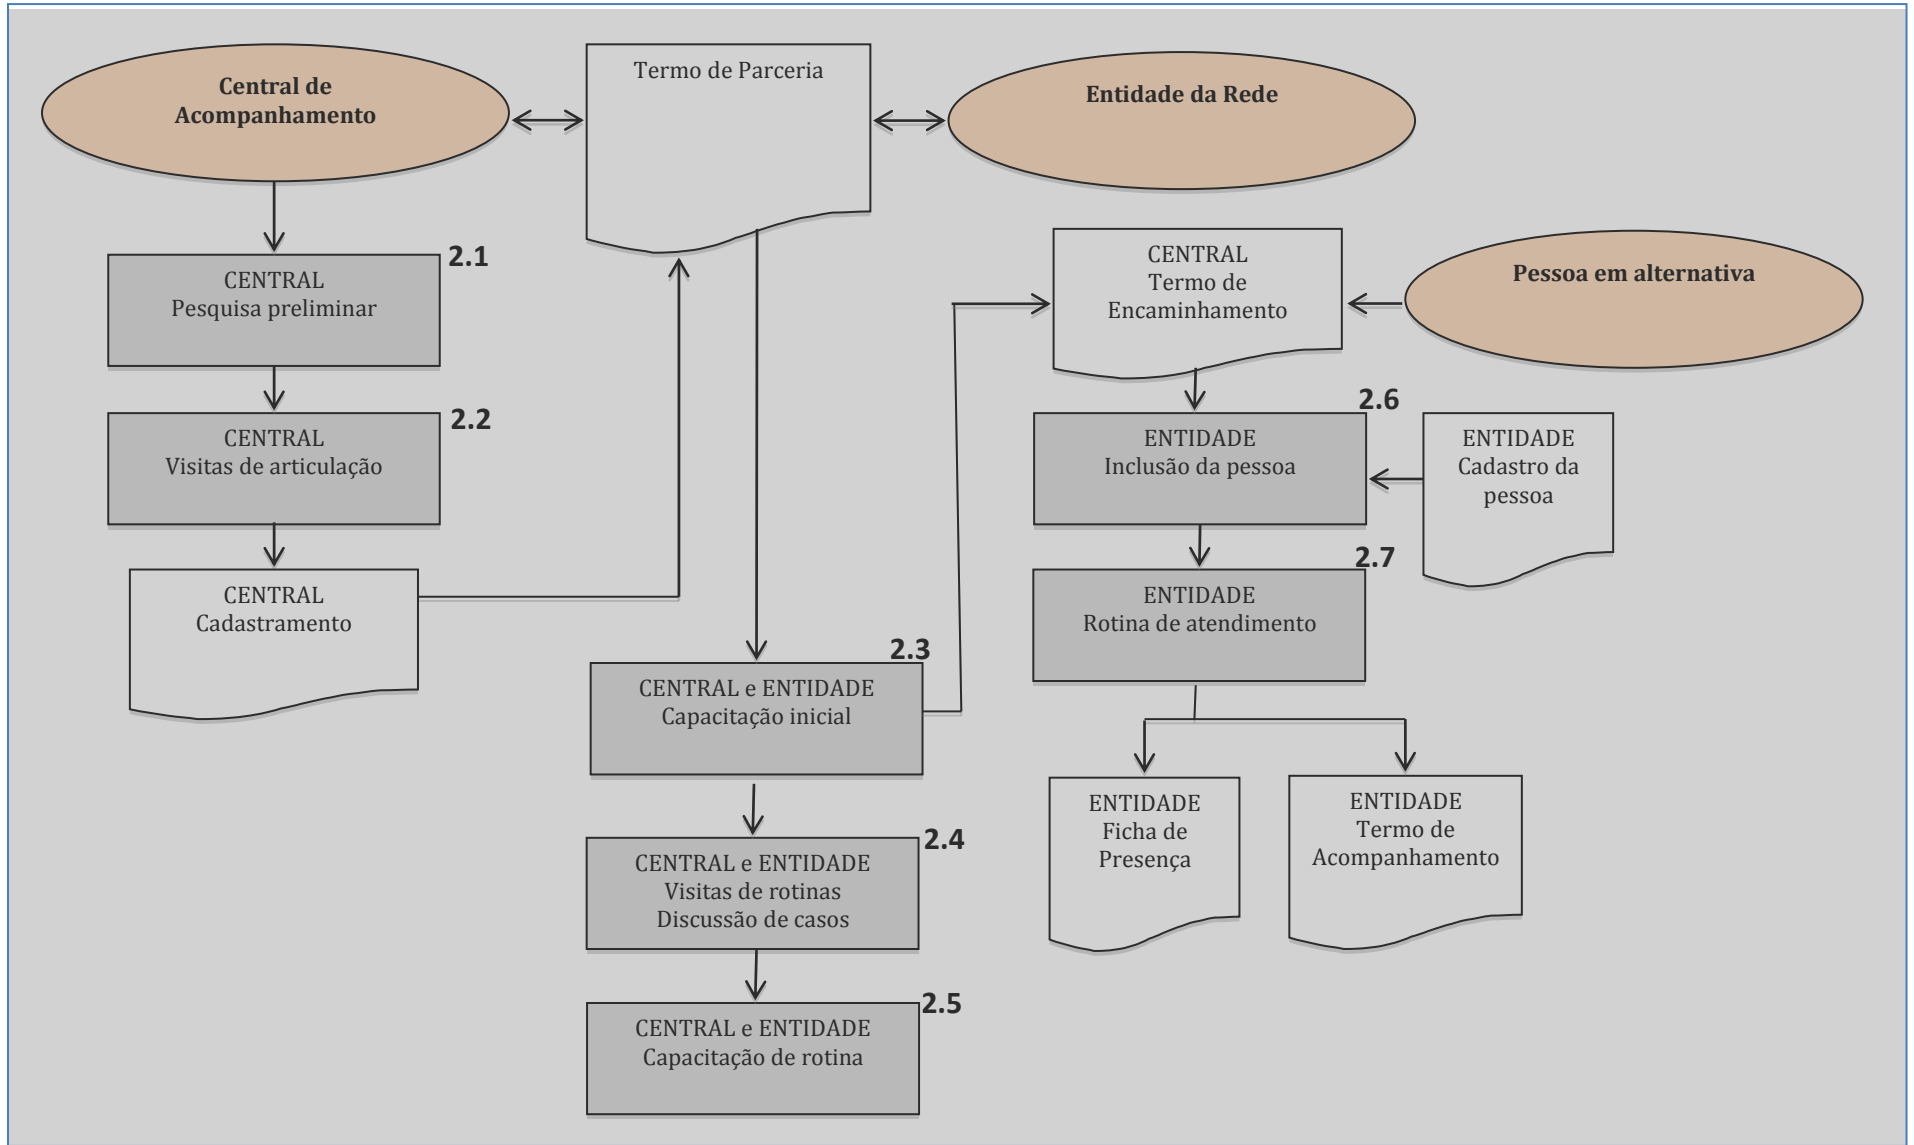 Central de
Acompanhamento
Termo de Parceria
Entidade da Rede
2.1
CENTRAL
Pesquisa preliminar
2.2
CENTRAL
Visitas de articulação
CENTRAL
Cadastramento
2.3
CENTRAL e ENTIDADE
Capacitação inicial
2.4
CENTRAL e ENTIDADE
Visitas de rotinas
Discussão de casos
2.5
CENTRAL e ENTIDADE
Capacitação de rotina
CENTRAL
Termo de
Encaminhamento
Pessoa em alternativa
2.6
ENTIDADE
Inclusão da pessoa
ENTIDADE
Cadastro da
pessoa
2.7
ENTIDADE
Rotina de atendimento
ENTIDADE
Ficha de
Presença
ENTIDADE
Termo de
Acompanhamento